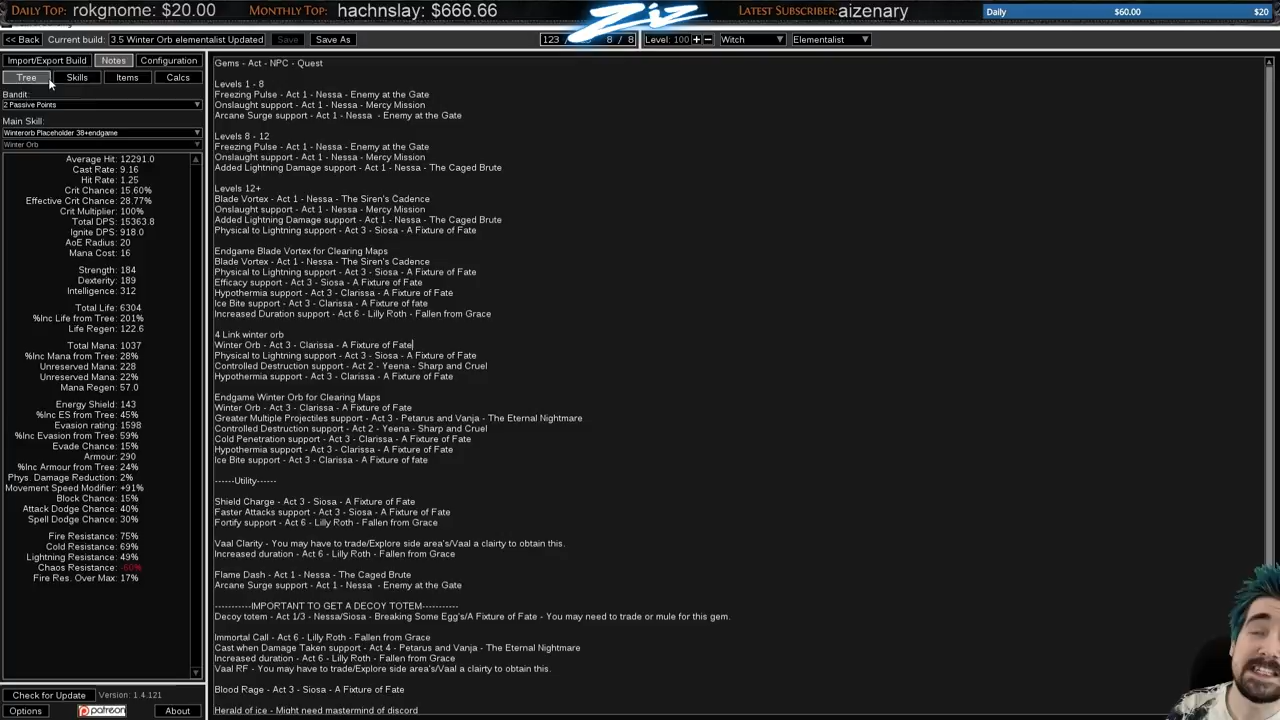 DAILY TOP: rokgnome: $20.00
MONTHLY TOP: hachnslay: $666.66
ZiZ
LATEST SUBSCRIBER: aizenary
Daily $60.00 $20
<< Back Current build: 3.5 Winter Orb elementalist Updated Save Save As 123 / 8 / 8 Level: 100 + - Witch Elementalist
Import/Export Build Notes Configuration
Tree Skills Items Calcs
Bandit:
2 Passive Points
Main Skill:
Winterorb Placeholder 38+endgame
Winter Orb
Average Hit: 12291.0
Cast Rate: 9.16
Hit Rate: 1.25
Crit Chance: 15.60%
Effective Crit Chance: 28.77%
Crit Multiplier: 100%
Total DPS: 15363.8
Ignite DPS: 918.0
AoE Radius: 20
Mana Cost: 16
Strength: 184
Dexterity: 189
Intelligence: 312
Total Life: 6304
%Inc Life from Tree: 201%
Life Regen: 122.6
Total Mana: 1037
%Inc Mana from Tree: 28%
Unreserved Mana: 228
Unreserved Mana: 22%
Mana Regen: 57.0
Energy Shield: 143
%Inc ES from Tree: 45%
Evasion rating: 1598
%Inc Evasion from Tree: 59%
Evade Chance: 15%
Armour: 290
%Inc Armour from Tree: 24%
Phys. Damage Reduction: 2%
Movement Speed Modifier: +91%
Block Chance: 15%
Attack Dodge Chance: 40%
Spell Dodge Chance: 30%
Fire Resistance: 75%
Cold Resistance: 69%
Lightning Resistance: 49%
Chaos Resistance: -60%
Fire Res. Over Max: 17%
Check for Update Version: 1.4.121
Options patreon About
Gems - Act - NPC - Quest
Levels 1 - 8
Freezing Pulse - Act 1 - Nessa - Enemy at the Gate
Onslaught support - Act 1 - Nessa - Mercy Mission
Arcane Surge support - Act 1 - Nessa - Enemy at the Gate
Levels 8 - 12
Freezing Pulse - Act 1 - Nessa - Enemy at the Gate
Onslaught support - Act 1 - Nessa - Mercy Mission
Added Lightning Damage support - Act 1 - Nessa - The Caged Brute
Levels 12+
Blade Vortex - Act 1 - Nessa - The Siren's Cadence
Onslaught support - Act 1 - Nessa - Mercy Mission
Added Lightning Damage support - Act 1 - Nessa - The Caged Brute
Physical to Lightning support - Act 3 - Siosa - A Fixture of Fate
Endgame Blade Vortex for Clearing Maps
Blade Vortex - Act 1 - Nessa - The Siren's Cadence
Physical to Lightning support - Act 3 - Siosa - A Fixture of Fate
Efficacy support - Act 3 - Siosa - A Fixture of Fate
Hypothermia support - Act 3 - Clarissa - A Fixture of Fate
Ice Bite support - Act 3 - Clarissa - A Fixture of fate
Increased Duration support - Act 6 - Lilly Roth - Fallen from Grace
4 Link winter orb
Winter Orb - Act 3 - Clarissa - A Fixture of Fate
Physical to Lightning support - Act 3 - Siosa - A Fixture of Fate
Controlled Destruction support - Act 2 - Yeena - Sharp and Cruel
Hypothermia support - Act 3 - Clarissa - A Fixture of Fate
Endgame Winter Orb for Clearing Maps
Winter Orb - Act 3 - Clarissa - A Fixture of Fate
Greater Multiple Projectiles support - Act 3 - Petarus and Vanja - The Eternal Nightmare
Controlled Destruction support - Act 2 - Yeena - Sharp and Cruel
Cold Penetration support - Act 3 - Clarissa - A Fixture of Fate
Hypothermia support - Act 3 - Clarissa - A Fixture of Fate
Ice Bite support - Act 3 - Clarissa - A Fixture of fate
------Utility------
Shield Charge - Act 3 - Siosa - A Fixture of Fate
Faster Attacks support - Act 3 - Siosa - A Fixture of Fate
Fortify support - Act 6 - Lilly Roth - Fallen from Grace
Vaal Clarity - You may have to trade/Explore side area's/Vaal a clairty to obtain this.
Increased duration - Act 6 - Lilly Roth - Fallen from Grace
Flame Dash - Act 1 - Nessa - The Caged Brute
Arcane Surge support - Act 1 - Nessa - Enemy at the Gate
-----------IMPORTANT TO GET A DECOY TOTEM-----------
Decoy totem - Act 1/3 - Nessa/Siosa - Breaking Some Egg's/A Fixture of Fate - You may need to trade or mule for this gem.
Immortal Call - Act 6 - Lilly Roth - Fallen from Grace
Cast when Damage Taken support - Act 4 - Petarus and Vanja - The Eternal Nightmare
Increased duration - Act 6 - Lilly Roth - Fallen from Grace
Vaal RF - You may have to trade/Explore side area's/Vaal a clairty to obtain this.
Blood Rage - Act 3 - Siosa - A Fixture of Fate
Herald of ice - Might need mastermind of discord